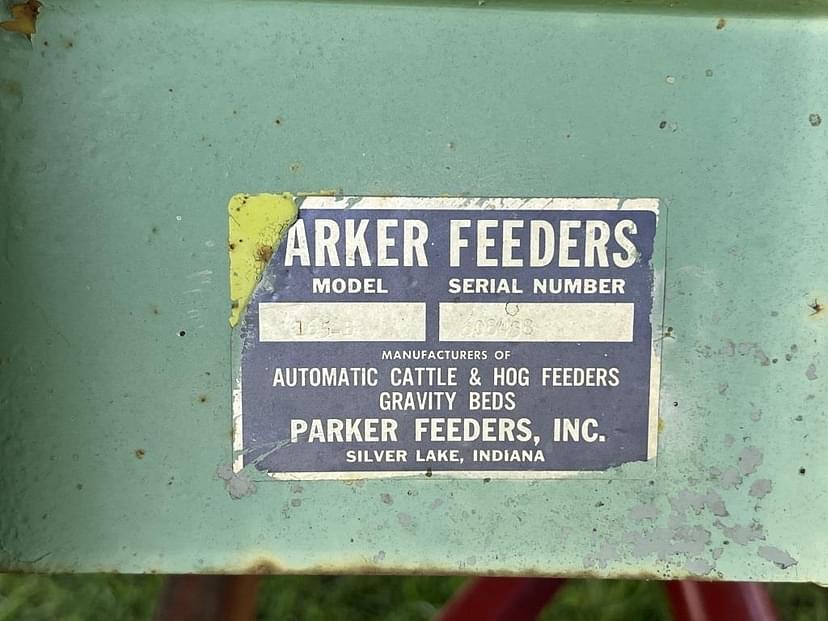 ARKER FEEDERS
MODEL SERIAL NUMBER
MANUFACTURERS OF
AUTOMATIC CATTLE & HOG FEEDERS
GRAVITY BEDS
PARKER FEEDERS, INC.
SILVER LAKE, INDIANA